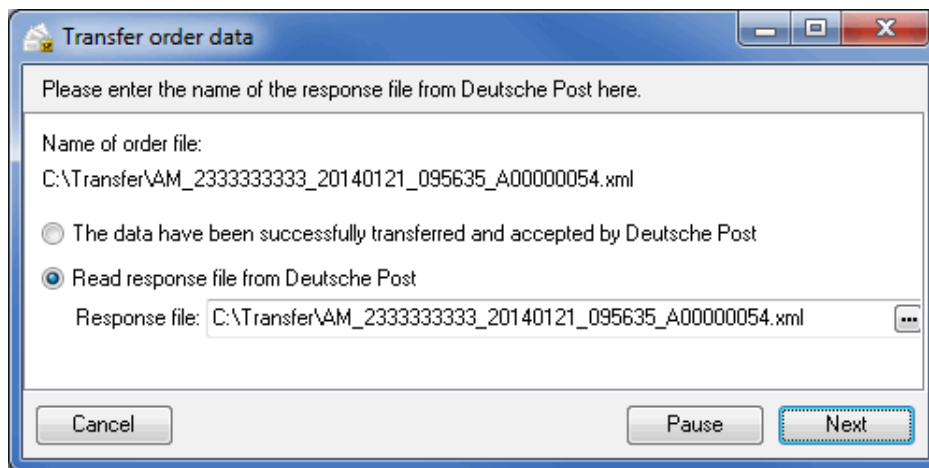 Transfer order data
Please enter the name of the response file from Deutsche Post here.
Name of order file:
C:\Transfer\AM_2333333333_20140121_095635_A00000054.xml
The data have been successfully transferred and accepted by Deutsche Post
Read response file from Deutsche Post
Response file: C:\Transfer\AM_2333333333_20140121_095635_A00000054.xml ...
Cancel Pause Next